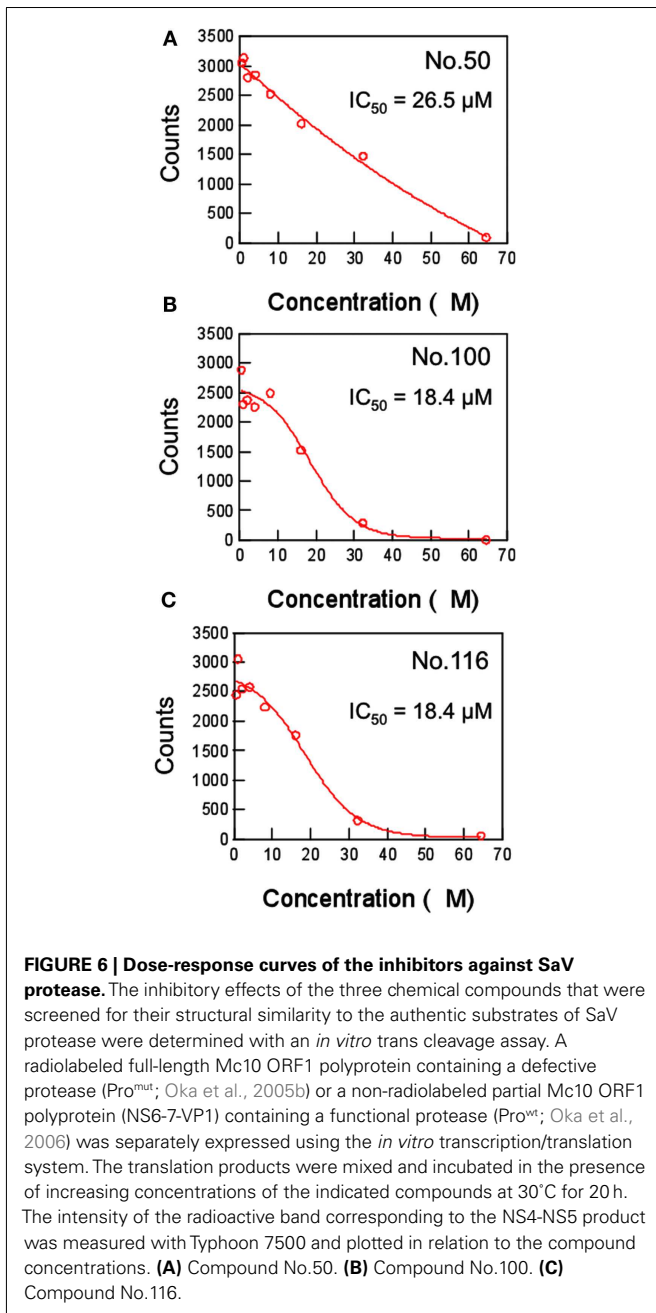 A
3500
3000
2500
2000
1500
1000
500
0
Counts
No.50
IC50 = 26.5 µM
0 10 20 30 40 50 60 70
Concentration ( M)
B
3500
3000
2500
2000
1500
1000
500
0
Counts
No.100
IC50 = 18.4 µM
0 10 20 30 40 50 60 70
Concentration ( M)
C
3500
3000
2500
2000
1500
1000
500
0
Counts
No.116
IC50 = 18.4 µM
0 10 20 30 40 50 60 70
Concentration ( M)
FIGURE 6 | Dose-response curves of the inhibitors against SaV
protease. The inhibitory effects of the three chemical compounds that were
screened for their structural similarity to the authentic substrates of SaV
protease were determined with an in vitro trans cleavage assay. A
radiolabeled full-length Mc10 ORF1 polyprotein containing a defective
protease (Promut; Oka et al., 2005b) or a non-radiolabeled partial Mc10 ORF1
polyprotein (NS6-7-VP1) containing a functional protease (Prowt; Oka et al.,
2006) was separately expressed using the in vitro transcription/translation
system. The translation products were mixed and incubated in the presence
of increasing concentrations of the indicated compounds at 30˚C for 20 h.
The intensity of the radioactive band corresponding to the NS4-NS5 product
was measured with Typhoon 7500 and plotted in relation to the compound
concentrations. (A) Compound No.50. (B) Compound No.100. (C)
Compound No.116.